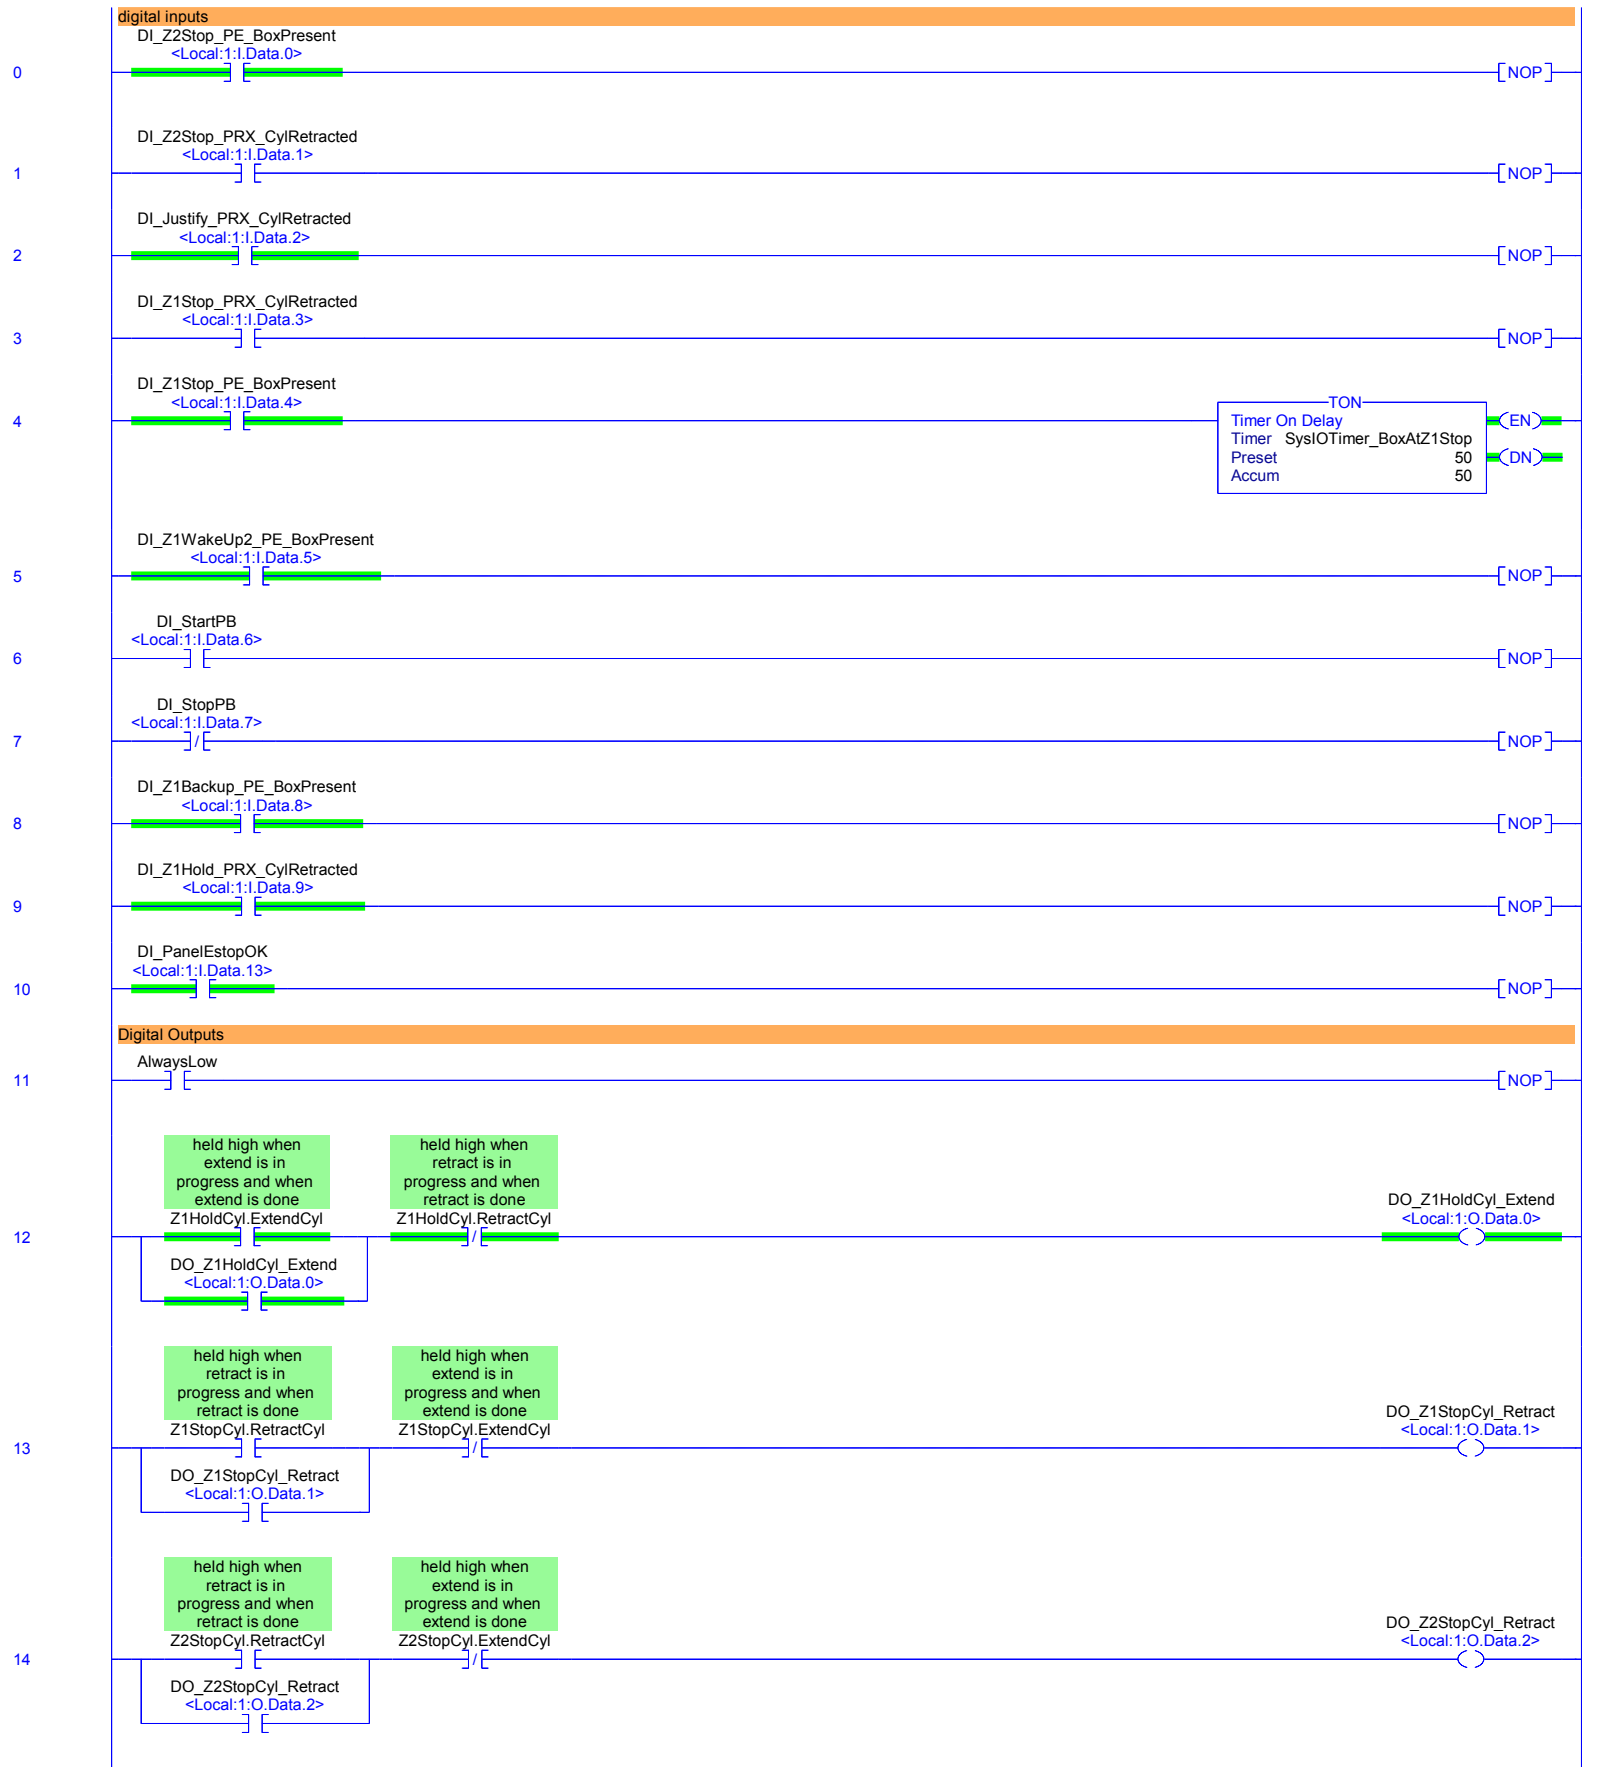 digital inputs
DI_Z2Stop_PE_BoxPresent
<Local:1:I.Data.0>
0
NOP
DI_Z2Stop_PRX_CylRetracted
<Local:1:I.Data.1>
1
NOP
DI_Justify_PRX_CylRetracted
<Local:1:I.Data.2>
2
NOP
DI_Z1Stop_PRX_CylRetracted
<Local:1:I.Data.3>
3
NOP
DI_Z1Stop_PE_BoxPresent
<Local:1:I.Data.4>
4
TON
Timer On Delay
Timer SysIOTimer_BoxAtZ1Stop
Preset 50
Accum 50
EN
DN
DI_Z1WakeUp2_PE_BoxPresent
<Local:1:I.Data.5>
5
NOP
DI_StartPB
<Local:1:I.Data.6>
6
NOP
DI_StopPB
<Local:1:I.Data.7>
7
/
NOP
DI_Z1Backup_PE_BoxPresent
<Local:1:I.Data.8>
8
NOP
DI_Z1Hold_PRX_CylRetracted
<Local:1:I.Data.9>
9
NOP
DI_PanelEstopOK
<Local:1:I.Data.13>
10
NOP
Digital Outputs
AlwaysLow
11
NOP
held high when
extend is in
progress and when
extend is done
Z1HoldCyl.ExtendCyl
held high when
retract is in
progress and when
retract is done
Z1HoldCyl.RetractCyl
/
DO_Z1HoldCyl_Extend
<Local:1:O.Data.0>
12
DO_Z1HoldCyl_Extend
<Local:1:O.Data.0>
held high when
retract is in
progress and when
retract is done
Z1StopCyl.RetractCyl
held high when
extend is in
progress and when
extend is done
Z1StopCyl.ExtendCyl
/
DO_Z1StopCyl_Retract
<Local:1:O.Data.1>
13
DO_Z1StopCyl_Retract
<Local:1:O.Data.1>
held high when
retract is in
progress and when
retract is done
Z2StopCyl.RetractCyl
held high when
extend is in
progress and when
extend is done
Z2StopCyl.ExtendCyl
/
DO_Z2StopCyl_Retract
<Local:1:O.Data.2>
14
DO_Z2StopCyl_Retract
<Local:1:O.Data.2>